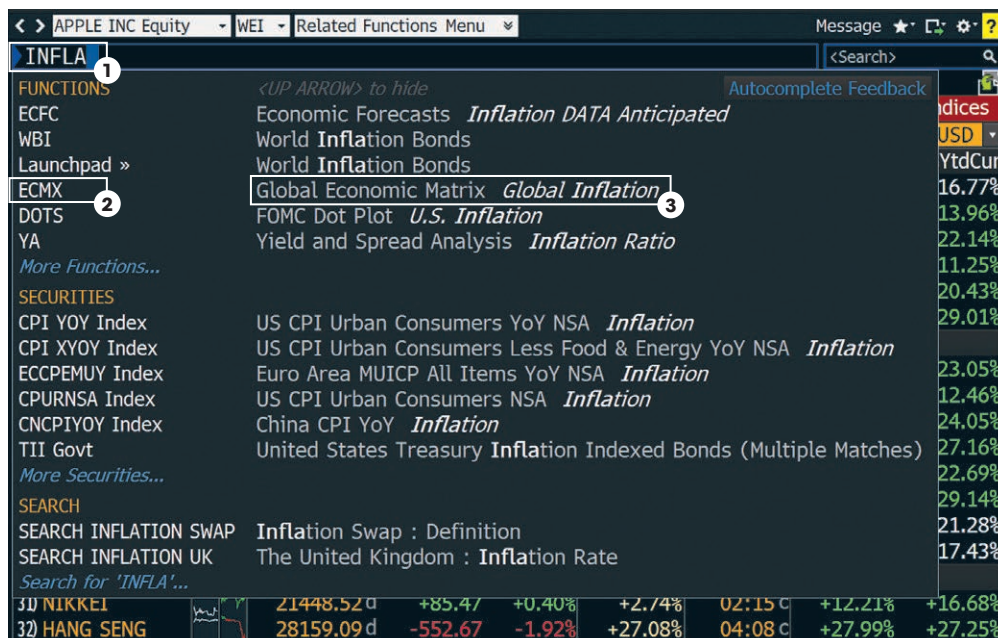 < > APPLE INC Equity WEI Related Functions Menu Message ?
INFLA <Search>
1
FUNCTIONS <UP ARROW> to hide Autocomplete Feedback
ECFC Economic Forecasts Inflation DATA Anticipated
WBI World Inflation Bonds
Launchpad » World Inflation Bonds
ECMX Global Economic Matrix Global Inflation
2 3
DOTS FOMC Dot Plot U.S. Inflation
YA Yield and Spread Analysis Inflation Ratio
More Functions...
SECURITIES
CPI YOY Index US CPI Urban Consumers YoY NSA Inflation
CPI XYOY Index US CPI Urban Consumers Less Food & Energy YoY NSA Inflation
ECCPEMUY Index Euro Area MUICP All Items YoY NSA Inflation
CPURNSA Index US CPI Urban Consumers NSA Inflation
CNCPIYOY Index China CPI YoY Inflation
TII Govt United States Treasury Inflation Indexed Bonds (Multiple Matches)
More Securities...
SEARCH
SEARCH INFLATION SWAP Inflation Swap : Definition
SEARCH INFLATION UK The United Kingdom : Inflation Rate
Search for 'INFLA'...
dices
USD
YtdCur
16.77%
13.96%
22.14%
11.25%
20.43%
29.01%
23.05%
12.46%
24.05%
27.16%
22.69%
29.14%
21.28%
17.43%
31) NIKKEI 21448.52 d +85.47 +0.40% +2.74% 02:15 c +12.21% +16.68%
32) HANG SENG 28159.09 d -552.67 -1.92% +27.08% 04:08 c +27.99% +27.25%